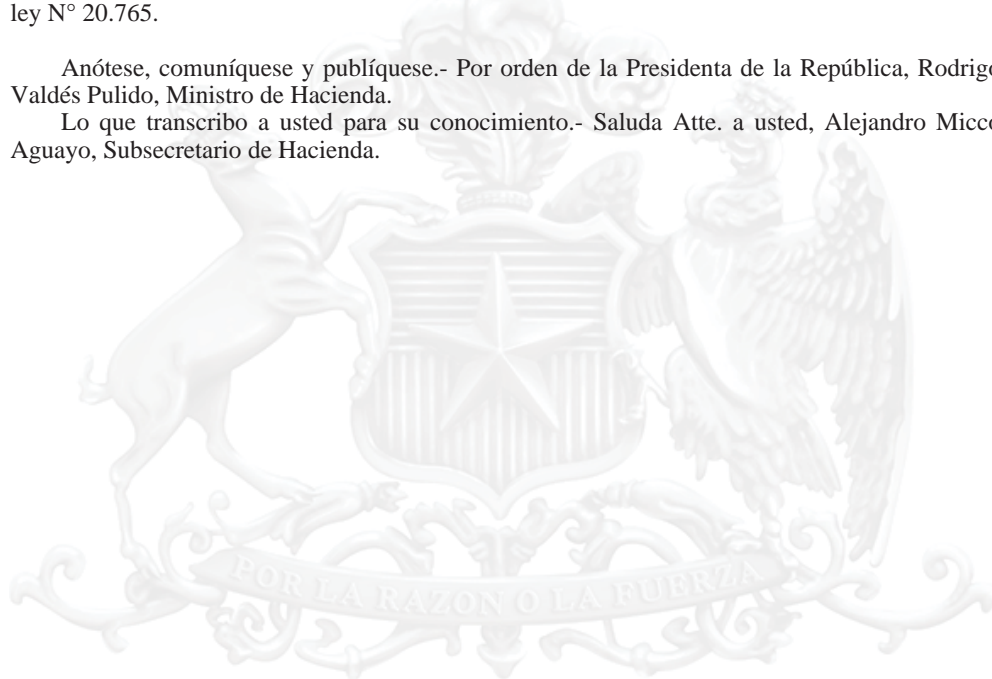 ley N° 20.765.
Anótese, comuníquese y publíquese.- Por orden de la Presidenta de la República, Rodrigo
Valdés Pulido, Ministro de Hacienda.
Lo que transcribo a usted para su conocimiento.- Saluda Atte. a usted, Alejandro Micco
Aguayo, Subsecretario de Hacienda.
POR LA RAZON O LA FUERZA